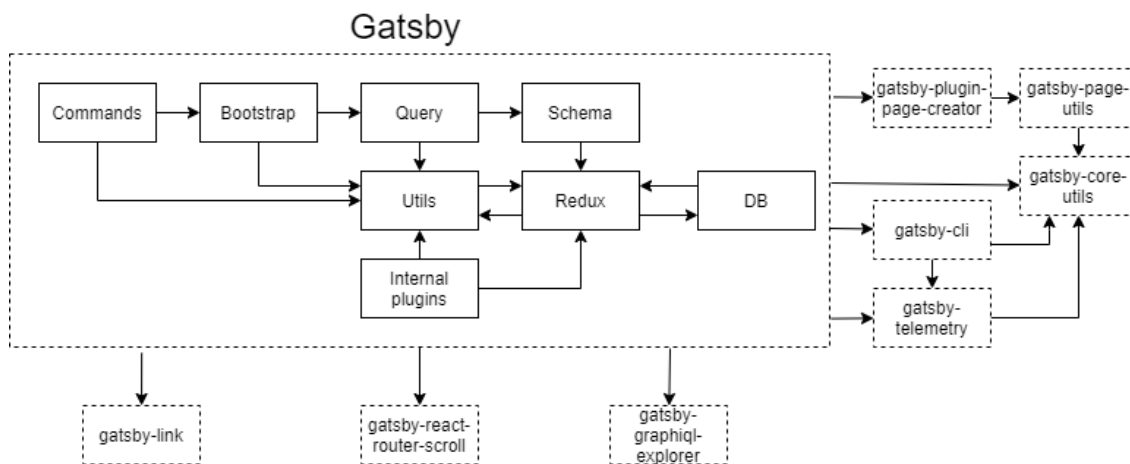 Gatsby
Commands
Bootstrap
Query
Schema
gatsby-plugin-
page-creator
gatsby-page-
utils
Utils
Redux
DB
gatsby-core-
utils
gatsby-cli
Internal
plugins
gatsby-
telemetry
gatsby-link
gatsby-react-
router-scroll
gatsby-
graphiql-
explorer